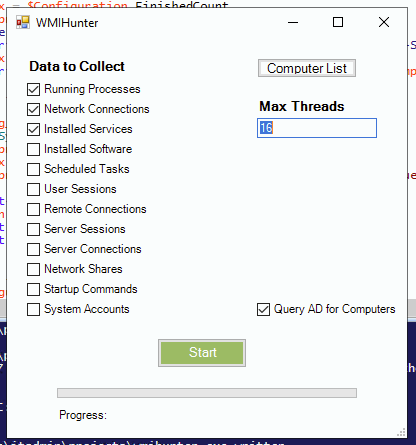 x = $Configuration.FinishedCount
WMIHunter
Data to Collect
Computer List
Running Processes
Network Connections
Max Threads
Installed Services
16
Installed Software
Scheduled Tasks
User Sessions
Remote Connections
Server Sessions
Server Connections
Network Shares
Startup Commands
System Accounts
Query AD for Computers
Start
Progress: